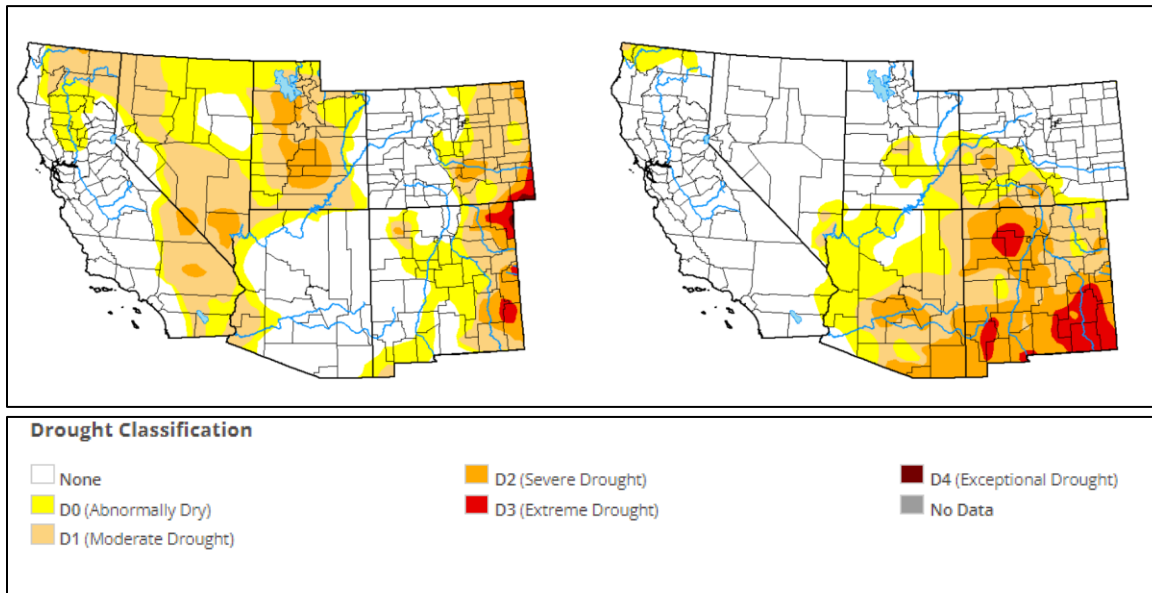 Drought Classification
None
D0 (Abnormally Dry)
D1 (Moderate Drought)
D2 (Severe Drought)
D3 (Extreme Drought)
D4 (Exceptional Drought)
No Data